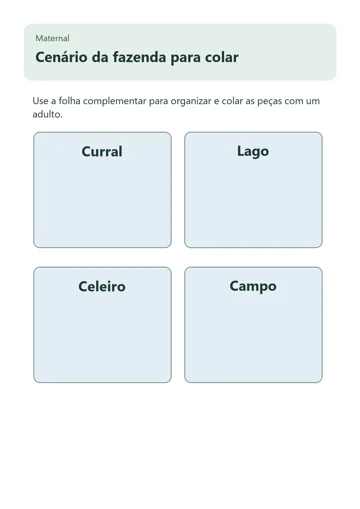 Maternal
Cenário da fazenda para colar
Use a folha complementar para organizar e colar as peças com um
adulto.
Curral
Lago
Celeiro
Campo